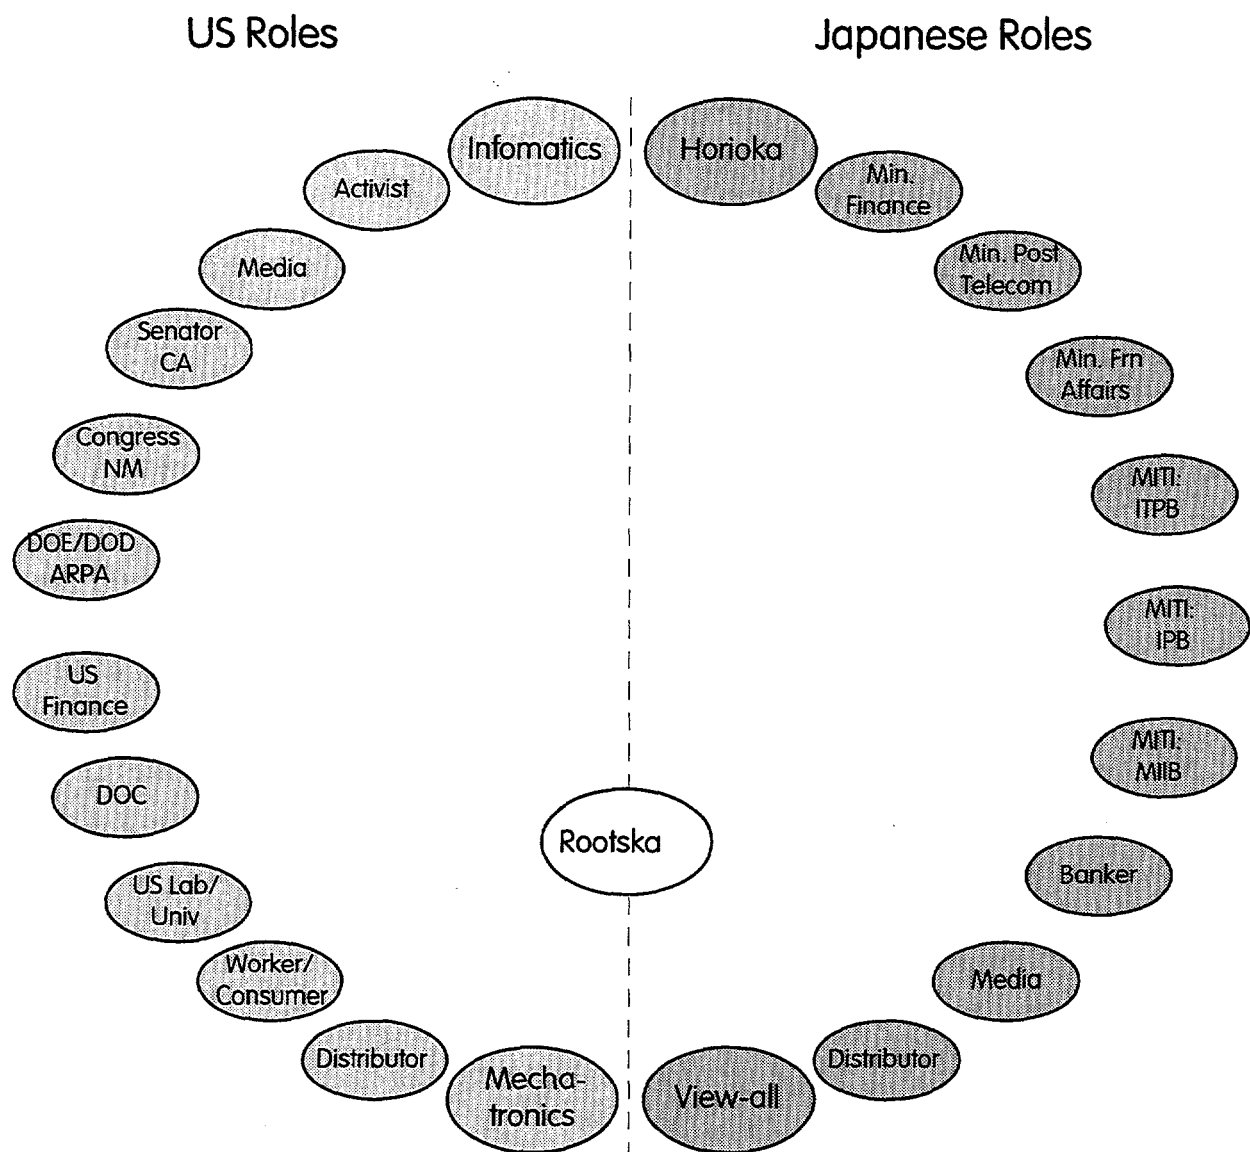 US Roles
Japanese Roles
Infomatics
Activist
Media
Senator
CA
Congress
NM
DOE/DOD
ARPA
US
Finance
DOC
US Lab/
Univ
Worker/
Consumer
Distributor
Mecha-
tronics
Rootska
Horioka
Min.
Finance
Min. Post
Telecom
Min. Frn
Affairs
MITI:
ITPB
MITI:
IPB
MITI:
MIIB
Banker
Media
Distributor
View-all